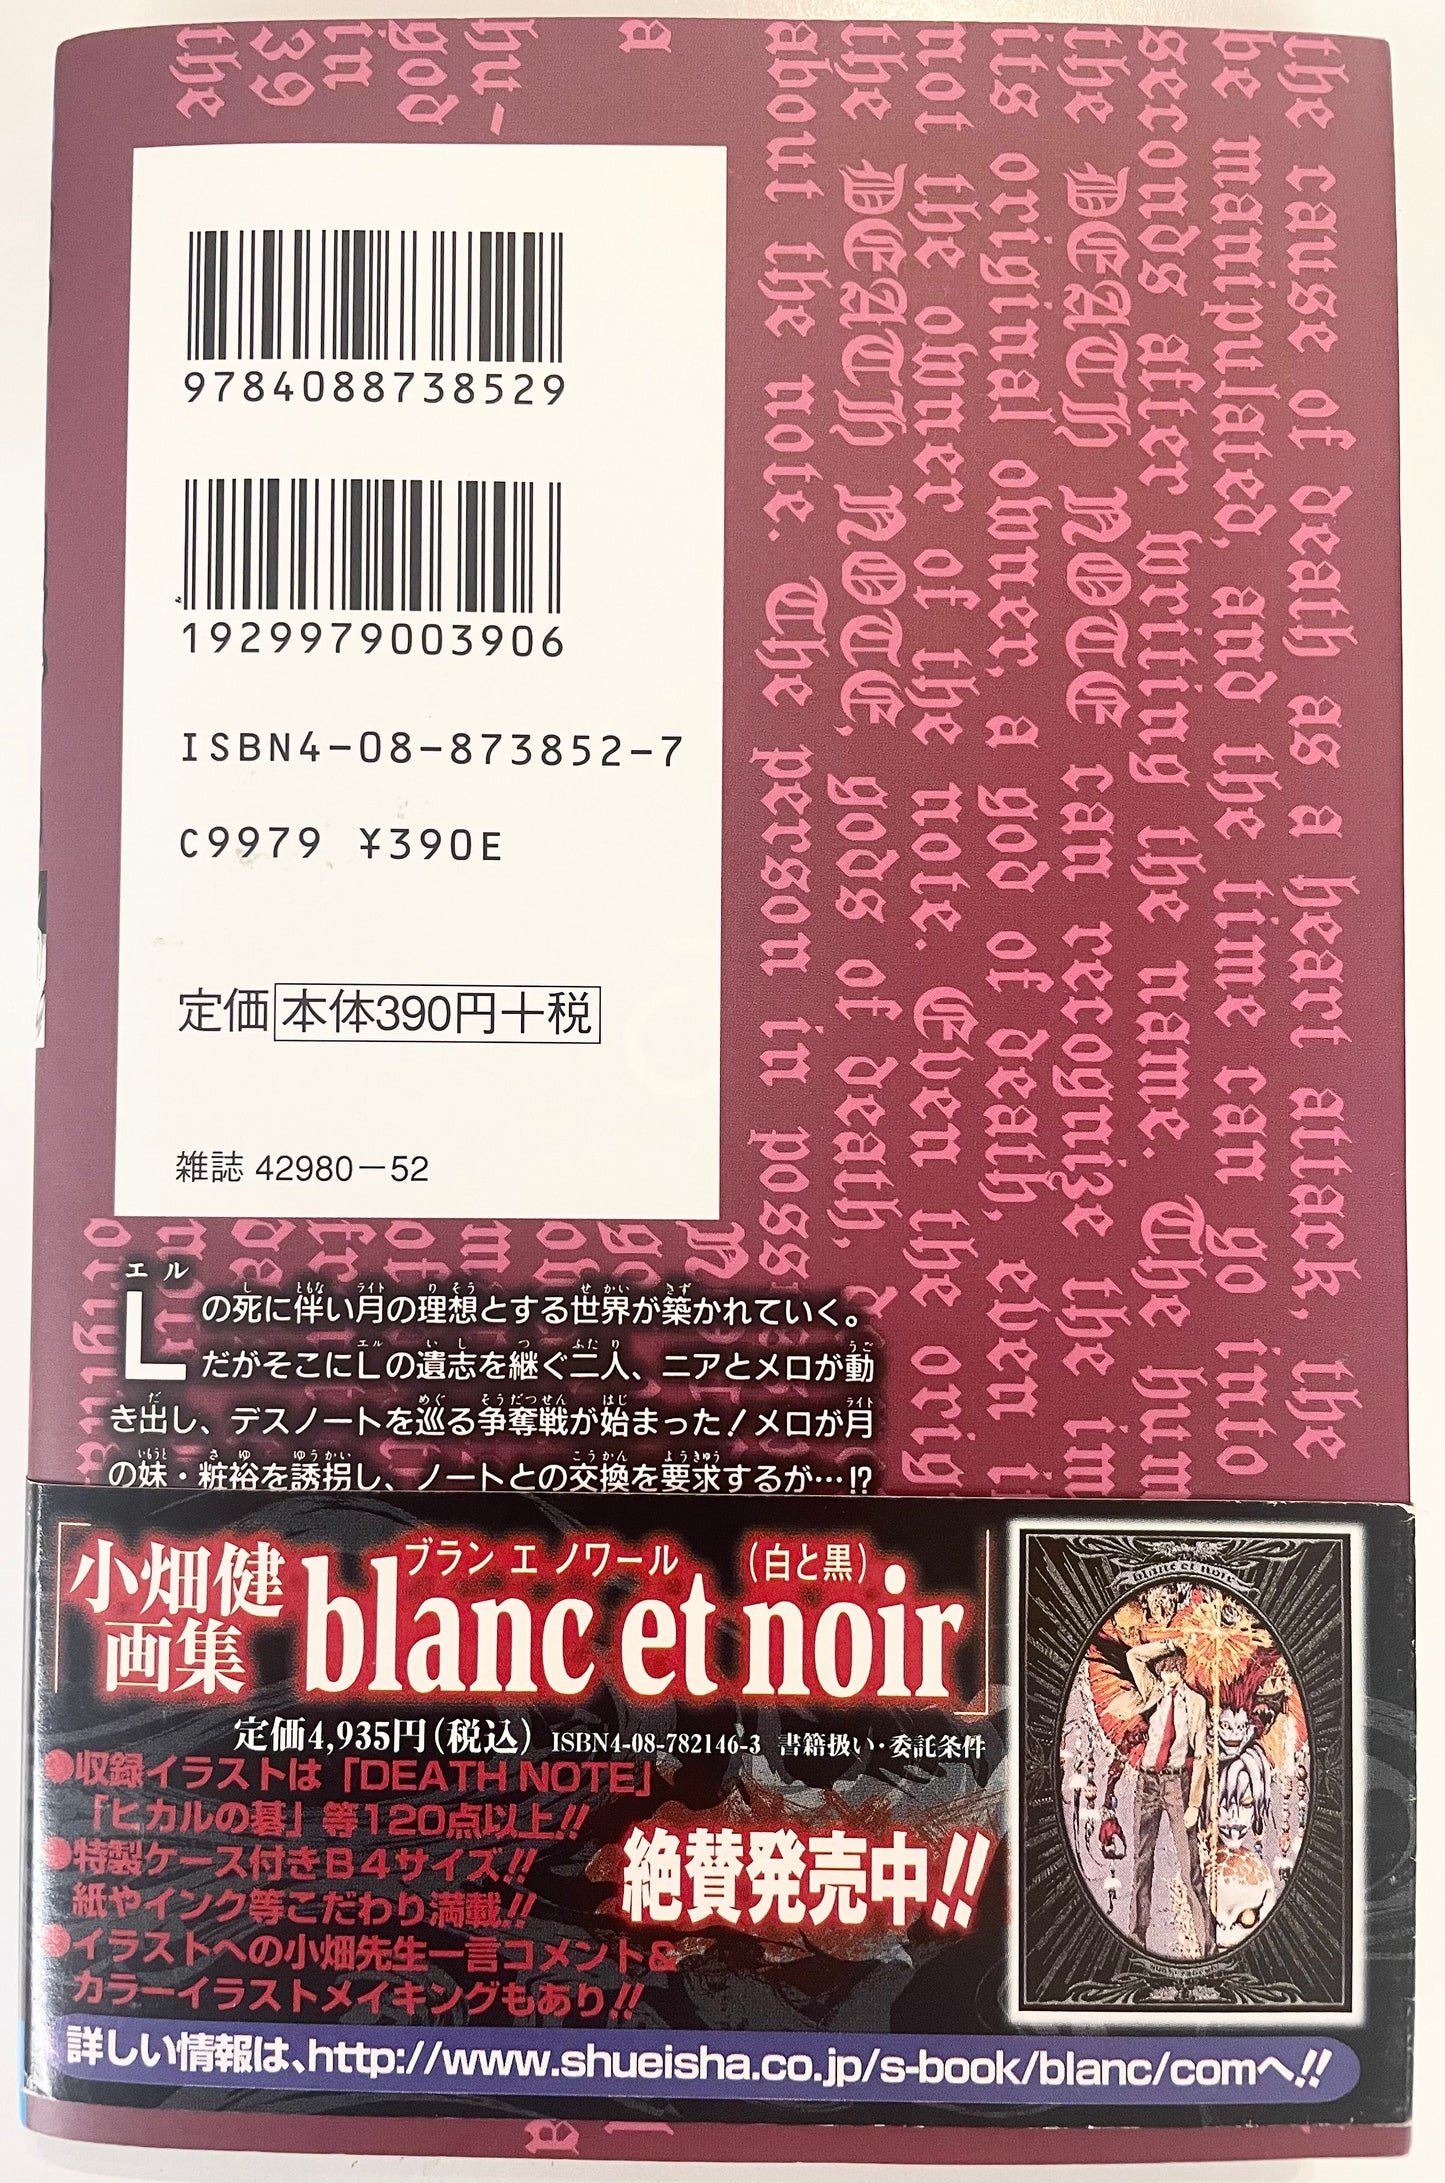 9784088738529
1929979003906
ISBN4-08-873852-7
C9979 ¥390E
定価 本体390円+税
雑誌 42980-52
the cause of death as a heart attack, the
be manipulated, and the time can go into
seconds after writing the name. The hum
the DEATH NOTE can recognize the
its original owner, a god of death, even
not the owner of the note. Even the orig
the DEATH NOTE, gods of death,
about the note. The person in poss
a
hu-
god
in
39
the
エル
Lの死に伴い月の理想とする世界が築かれていく。
だがそこにLの遺志を継ぐ二人、ニアとメロが動
き出し、デスノートを巡る争奪戦が始まった!メロが月
の妹・粧裕を誘拐し、ノートとの交換を要求するが…!?
小畑健
画集
ブラン エ ノワール (白と黒)
blanc et noir
定価4,935円(税込) ISBN4-08-782146-3 書籍扱い・委託条件
●収録イラストは「DEATH NOTE」
「ヒカルの碁」等120点以上!!
●特製ケース付きB4サイズ!!
紙やインク等こだわり満載!!
●イラストへの小畑先生一言コメント&
カラーイラストメイキングもあり!!
絶賛発売中!!
blanc et noir
詳しい情報は、http://www.shueisha.co.jp/s-book/blanc/comへ!!
a